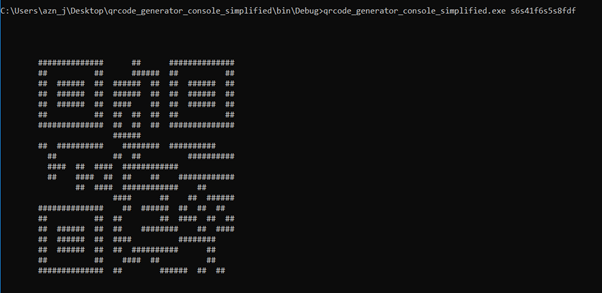 C:\Users\azn_j\Desktop\qrcode_generator_console_simplified\bin\Debug>qrcode_generator_console_simplified.exe s6s41f6s5s8fdf